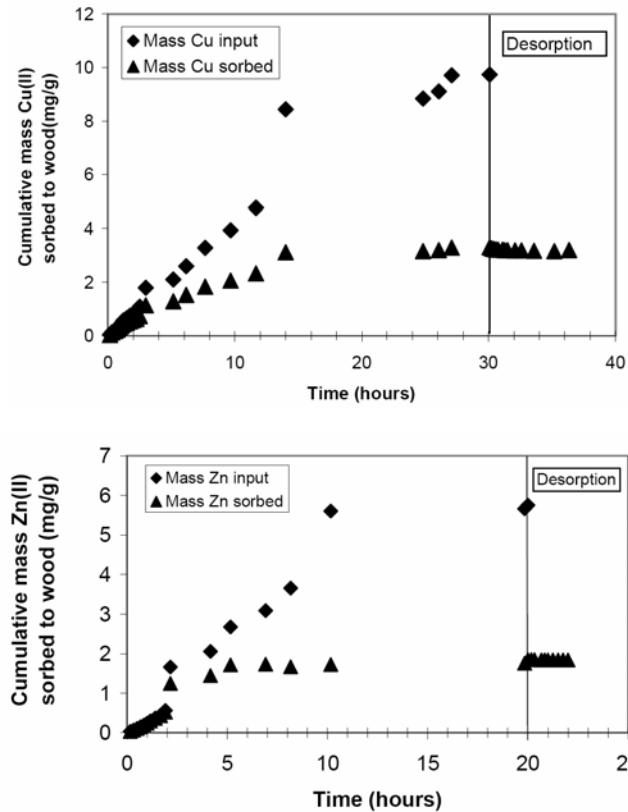 12
10
8
6
4
2
0
Cumulative mass Cu(II)
sorbed to wood(mg/g)
Mass Cu input
Mass Cu sorbed
Desorption
0 10 20 30 40
Time (hours)
7
6
5
4
3
2
1
0
Cumulative mass Zn(II)
sorbed to wood (mg/g)
Mass Zn input
Mass Zn sorbed
Desorption
0 5 10 15 20 25
Time (hours)